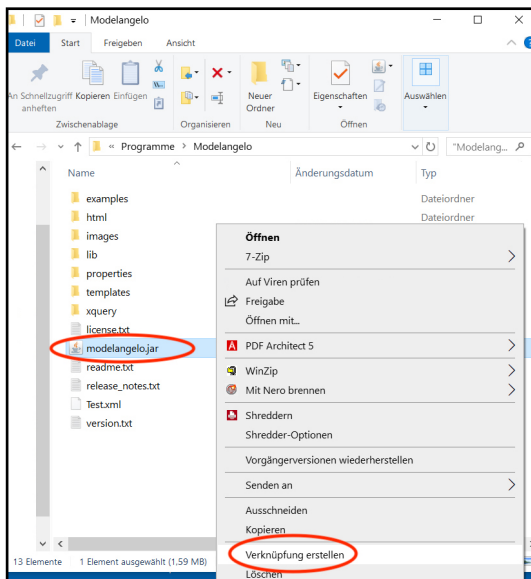 Modelangelo
Datei Start Freigeben Ansicht
An Schnellzugriff anheften Kopieren Einfügen Neuer Ordner Eigenschaften Auswählen
Zwischenablage Organisieren Neu Öffnen
« Programme > Modelangelo "Modelang...
Name Änderungsdatum Typ
examples Dateiordner
html Dateiordner
images
lib
properties
templates
xquery
license.txt
modelangelo.jar
readme.txt
release_notes.txt
Test.xml
version.txt
Öffnen
7-Zip
Auf Viren prüfen
Freigabe
Öffnen mit...
PDF Architect 5
WinZip
Mit Nero brennen
Shreddern
Shredder-Optionen
Vorgängerversionen wiederherstellen
Senden an
Ausschneiden
Kopieren
Verknüpfung erstellen
Löschen
13 Elemente 1 Element ausgewählt (1,59 MB)